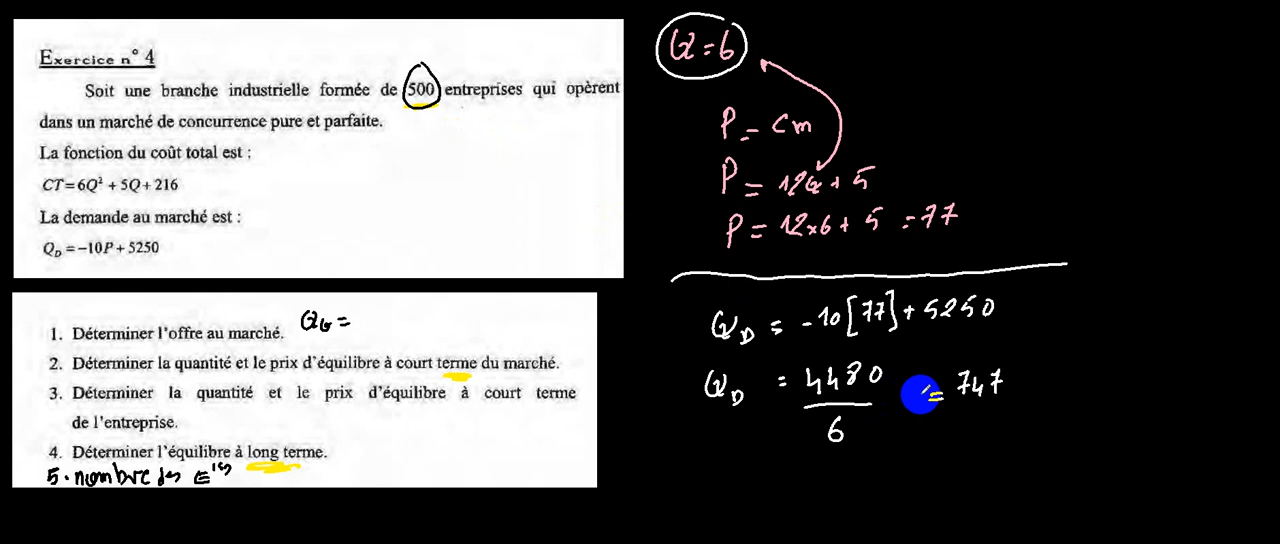 Exercice n° 4
Soit une branche industrielle formée de 500 entreprises qui opèrent
dans un marché de concurrence pure et parfaite.
La fonction du coût total est :
CT=6Q²+5Q+216
La demande au marché est :
Q_D=-10P+5250
1. Déterminer l'offre au marché.
2. Déterminer la quantité et le prix d'équilibre à court terme du marché.
3. Déterminer la quantité et le prix d'équilibre à court terme
de l'entreprise.
4. Déterminer l'équilibre à long terme.
5. nombre des E^ses
Q=6
P = Cm
P = 12Q+5
P = 12×6+5 = 77
Q_D = -10[77]+5250
Q_D = 4480
6
= 747